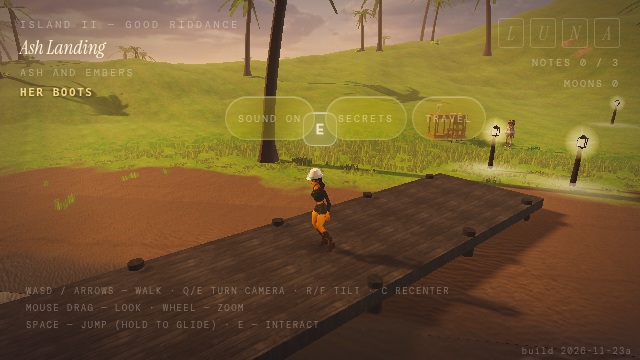 ISLAND II — GOOD RIDDANCE
Ash Landing
ASH AND EMBERS
HER BOOTS
L U N A
NOTES 0 / 3
MOONS 0
SOUND ON
SECRETS
TRAVEL
E
WASD / ARROWS — WALK · Q/E TURN CAMERA · R/F TILT · C RECENTER
MOUSE DRAG — LOOK · WHEEL — ZOOM
SPACE — JUMP (HOLD TO GLIDE) · E — INTERACT
build 2026-11-23a